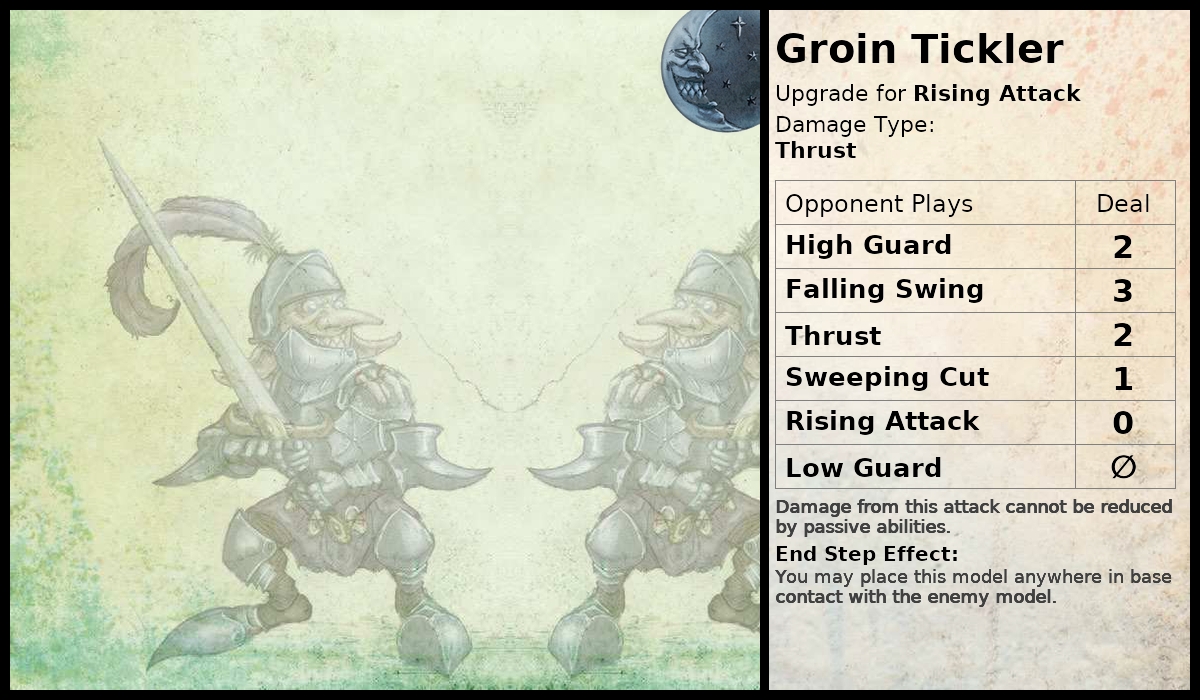 Groin Tickler
Upgrade for Rising Attack
Damage Type:
Thrust
Opponent Plays Deal
High Guard 2
Falling Swing 3
Thrust 2
Sweeping Cut 1
Rising Attack 0
Low Guard ∅
Damage from this attack cannot be reduced
by passive abilities.
End Step Effect:
You may place this model anywhere in base
contact with the enemy model.